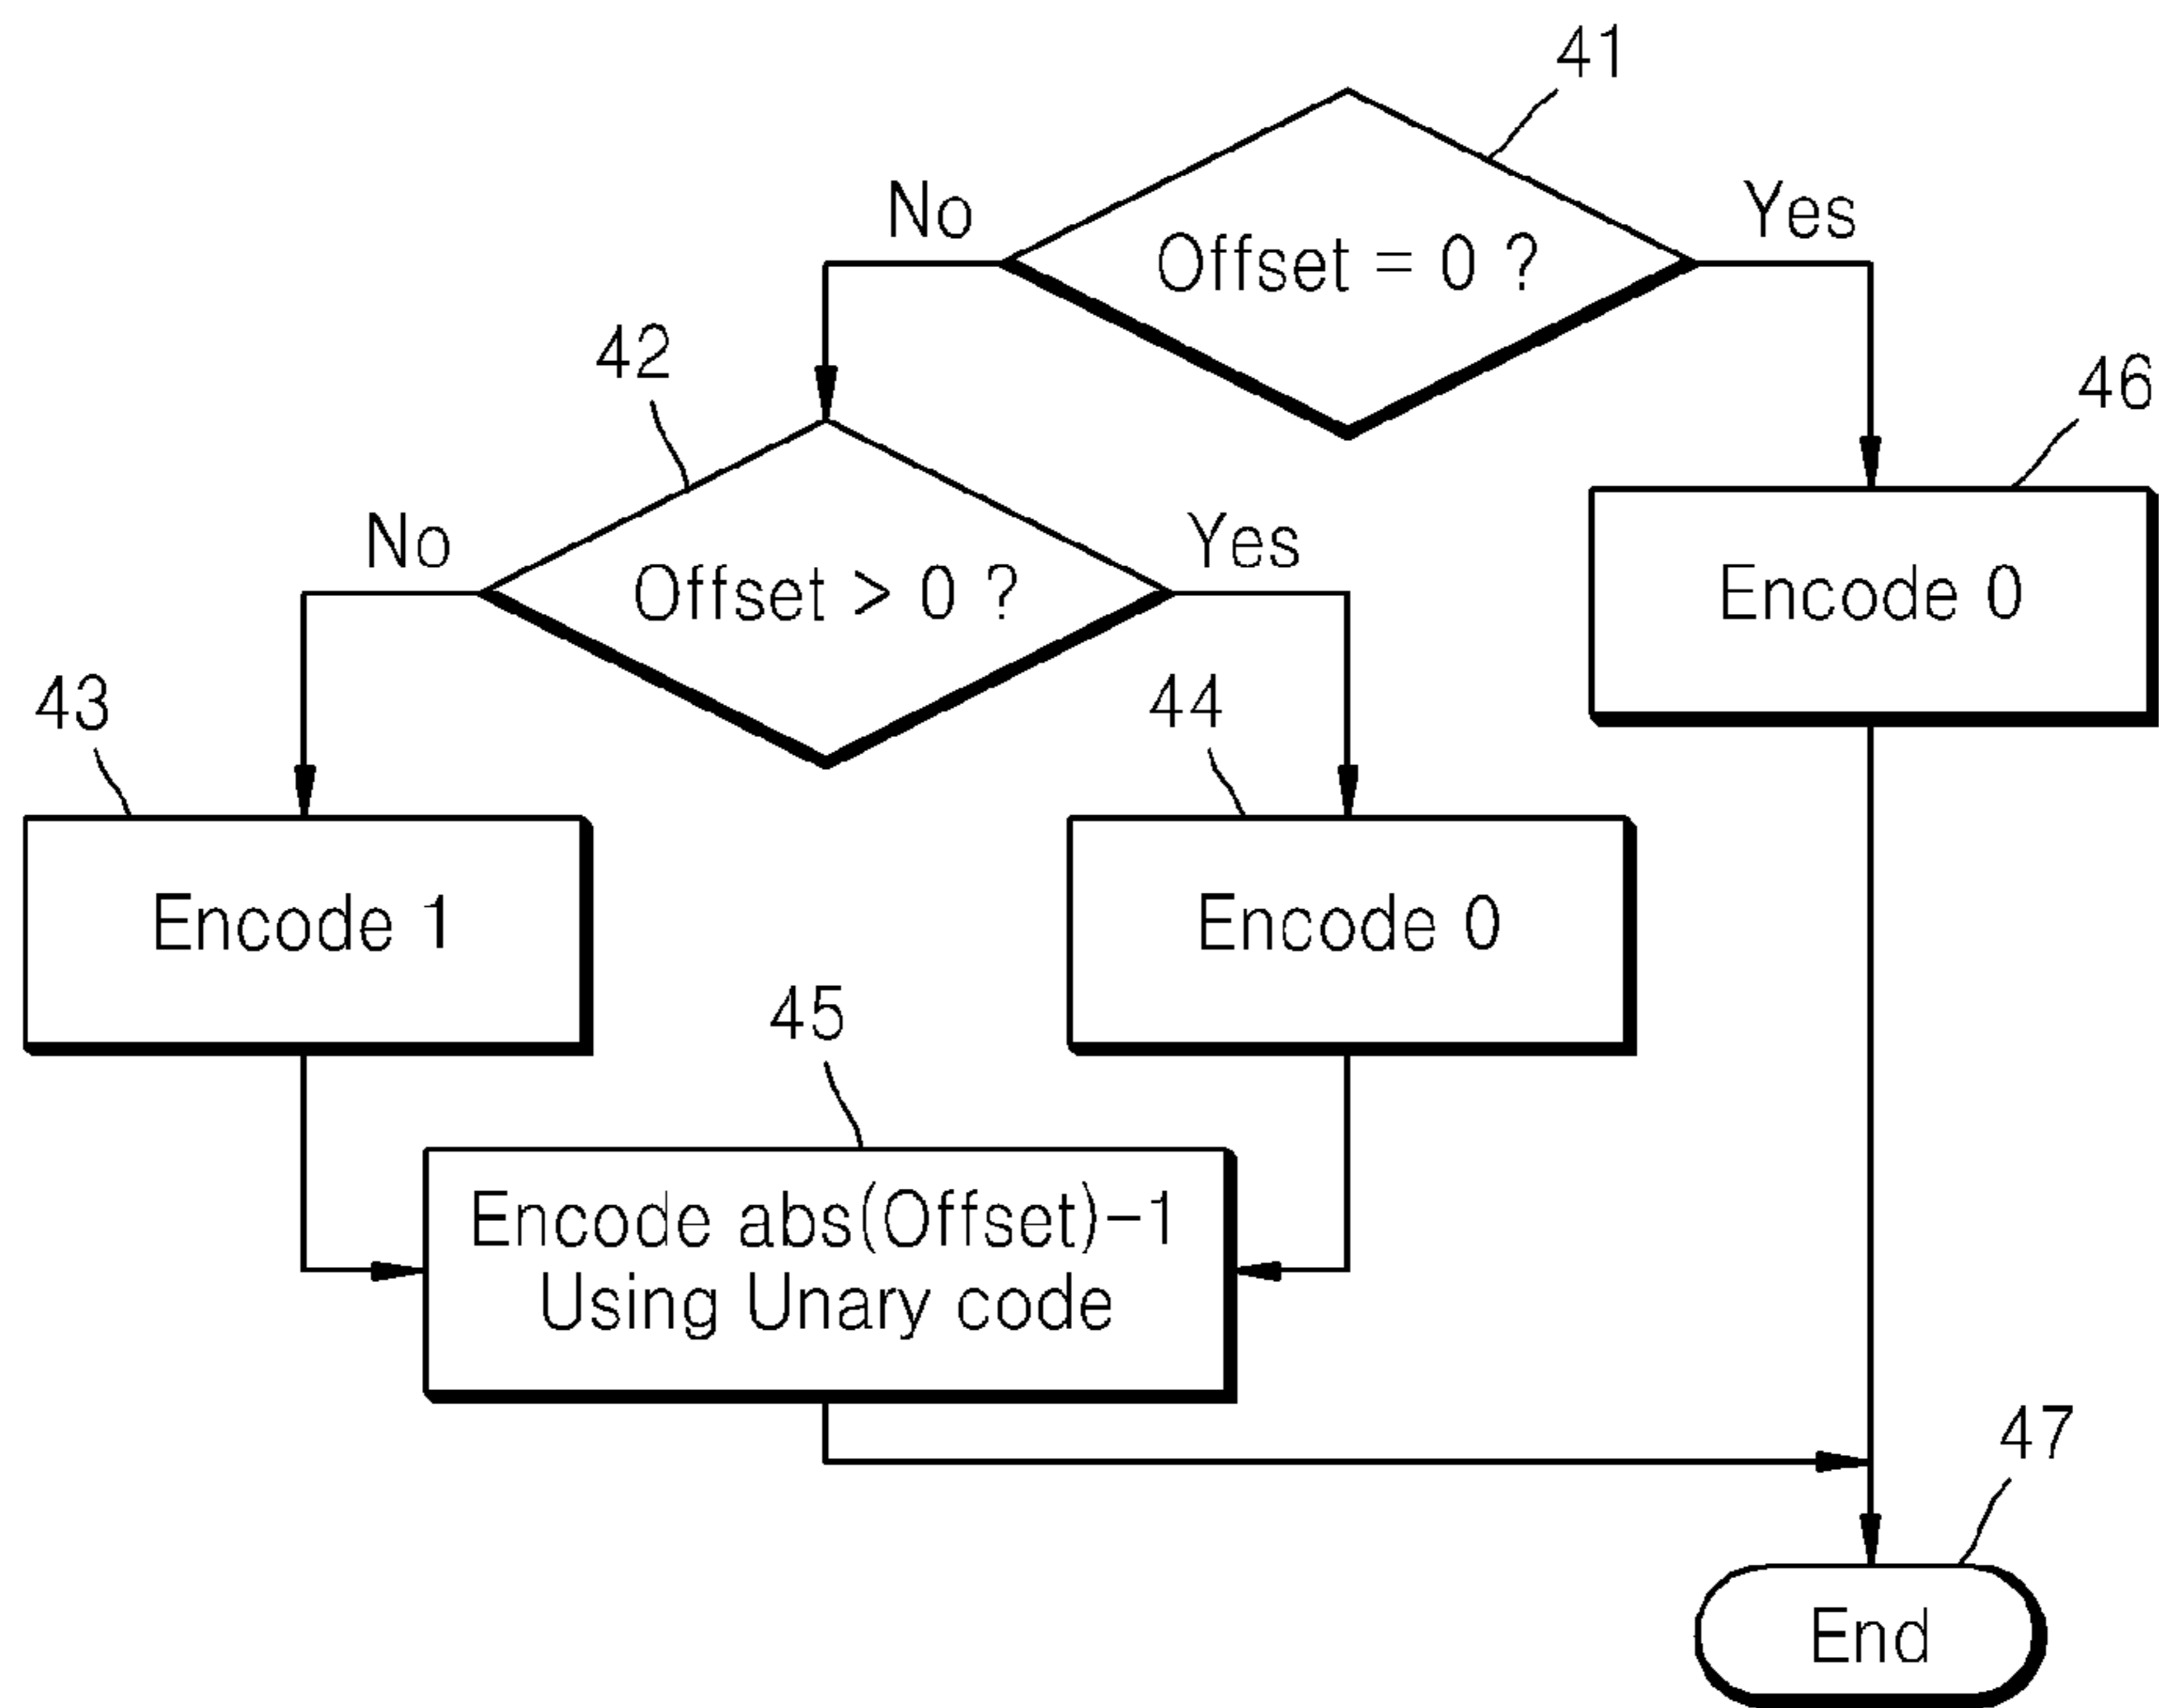 41
No
Yes
Offset = 0 ?
42
46
No
Yes
Offset > 0 ?
Encode 0
43
44
Encode 1
Encode 0
45
Encode abs(Offset)-1
Using Unary code
47
End